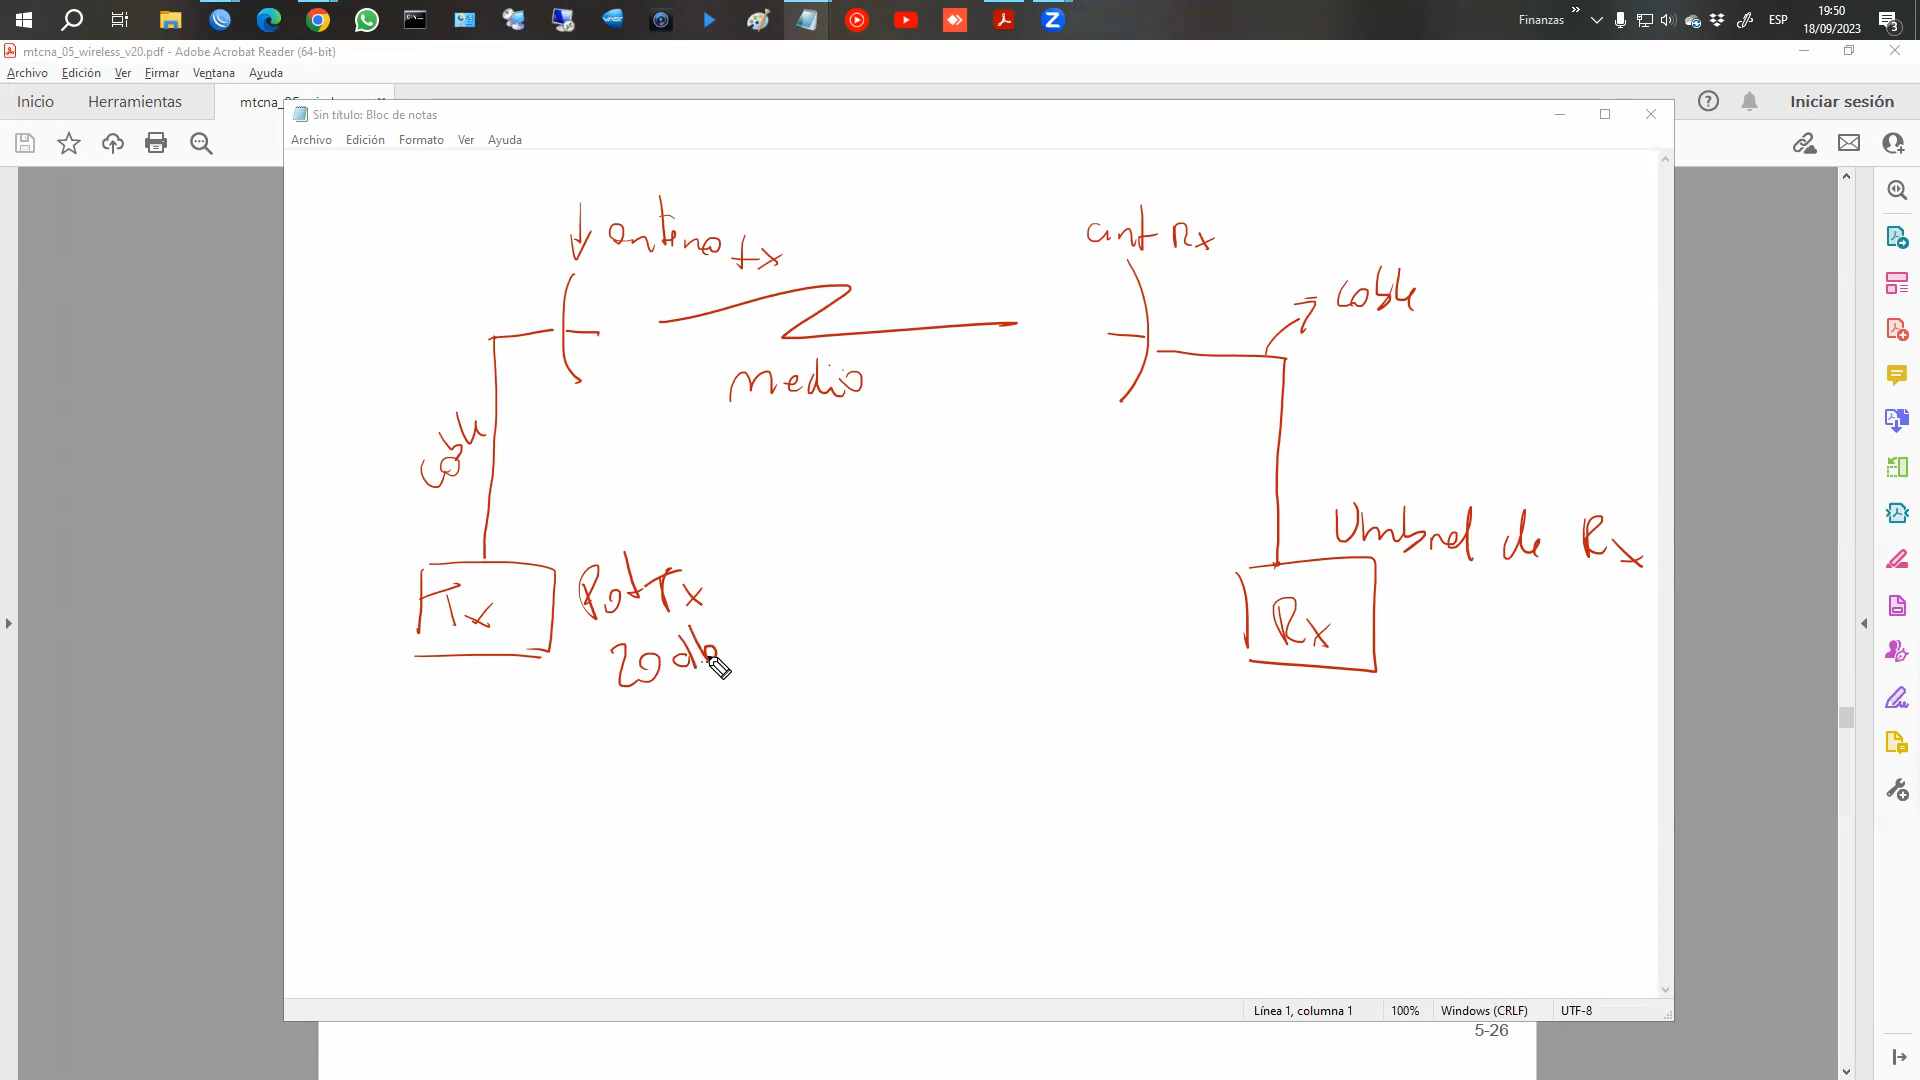 Finanzas
»
ESP
19:50
18/09/2023
3
mtcna_05_wireless_v20.pdf - Adobe Acrobat Reader (64-bit)
Archivo Edición Ver Firmar Ventana Ayuda
Inicio Herramientas
Iniciar sesión
Sin título: Bloc de notas
Archivo Edición Formato Ver Ayuda
antena tx
ant Rx
cable
medio
cable
Umbral de Rx
Tx
Pot Tx
20 db
Rx
Línea 1, columna 1 100% Windows (CRLF) UTF-8
5-26